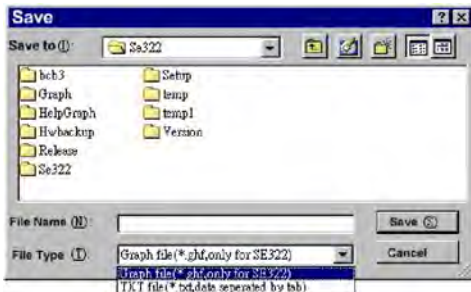 Save
Save to(I): Se322
bcb3 Setup
Graph temp
HelpGraph temp1
Hwbackup Version
Release
Se322
File Name (N): Save (S)
File Type (T): Graph file(*.ghf,only for SE322) Cancel
Graph file(*.ghf,only for SE322)
TXT file(*.txt,data seperated by tab)